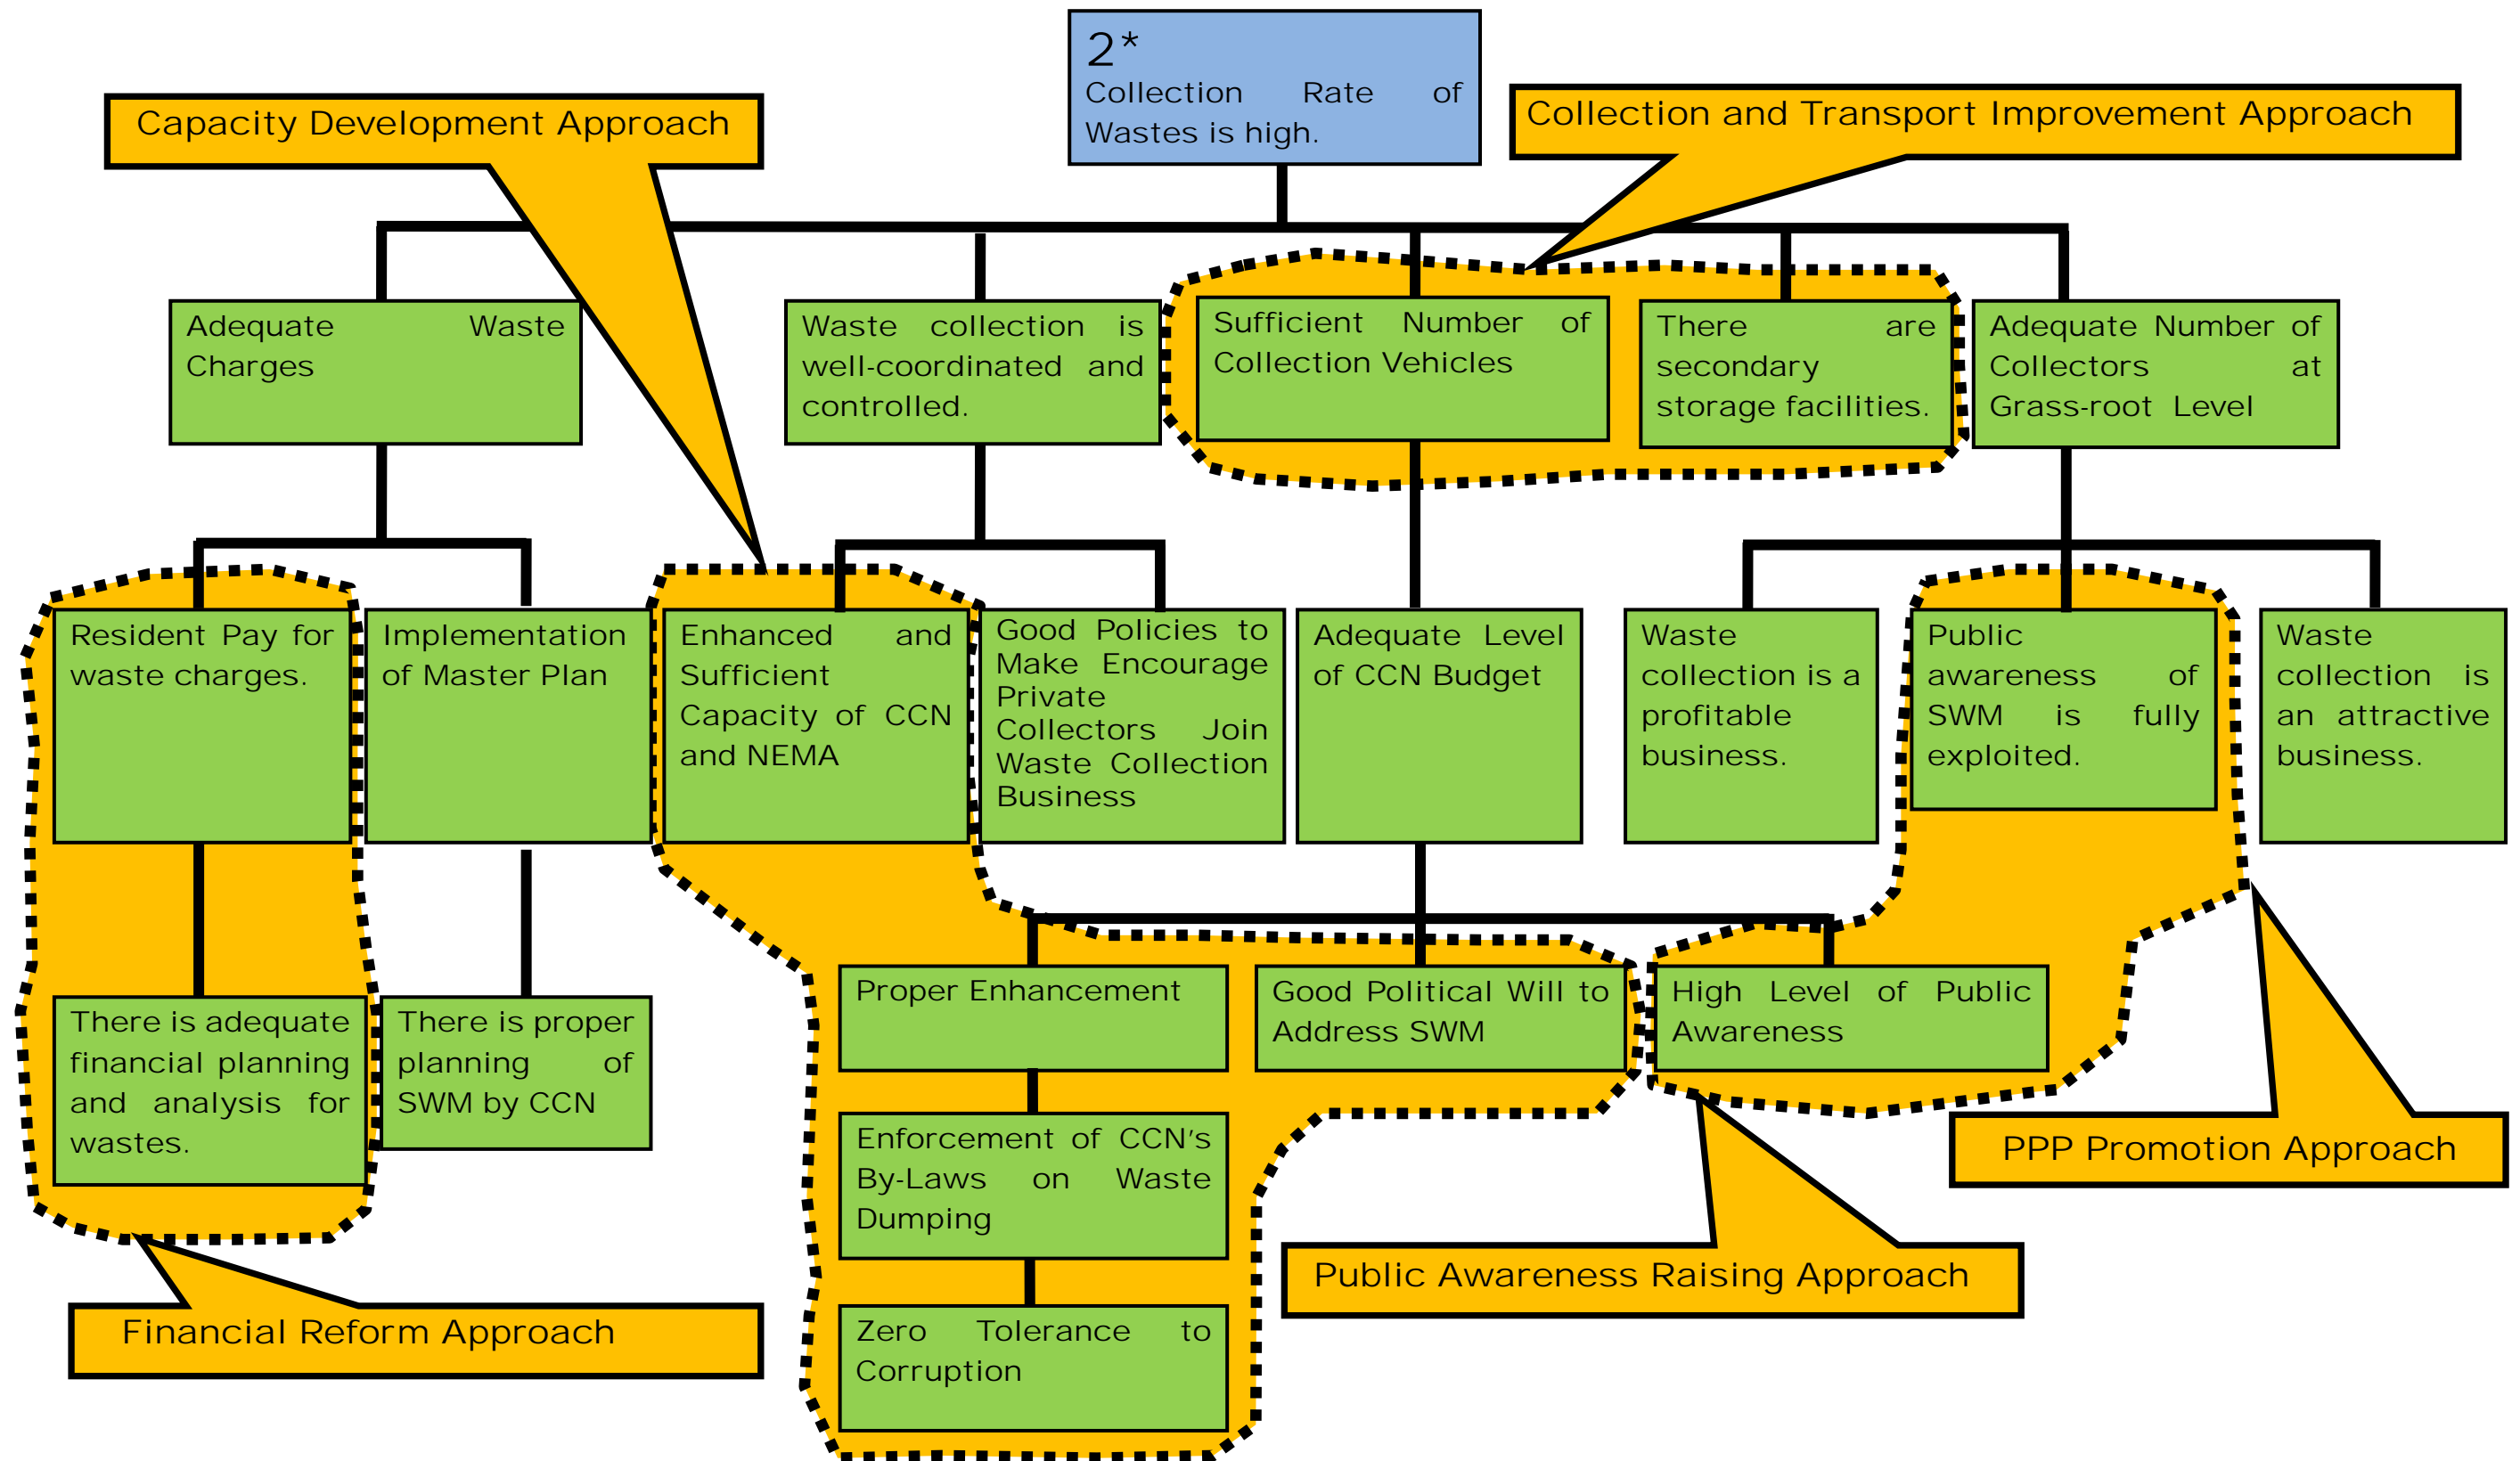 2*
Collection Rate of
Wastes is high.
Capacity Development Approach
Collection and Transport Improvement Approach
Adequate Waste
Charges
Waste collection is
well-coordinated and
controlled.
Sufficient Number of
Collection Vehicles
There are
secondary
storage facilities.
Adequate Number of
Collectors at
Grass-root Level
Resident Pay for
waste charges.
Implementation
of Master Plan
Enhanced and
Sufficient
Capacity of CCN
and NEMA
Good Policies to
Make Encourage
Private
Collectors Join
Waste Collection
Business
Adequate Level
of CCN Budget
Waste
collection is a
profitable
business.
Public
awareness of
SWM is fully
exploited.
Waste
collection is
an attractive
business.
There is adequate
financial planning
and analysis for
wastes.
There is proper
planning of
SWM by CCN
Proper Enhancement
Good Political Will to
Address SWM
High Level of Public
Awareness
Enforcement of CCN's
By-Laws on Waste
Dumping
Zero Tolerance to
Corruption
PPP Promotion Approach
Public Awareness Raising Approach
Financial Reform Approach